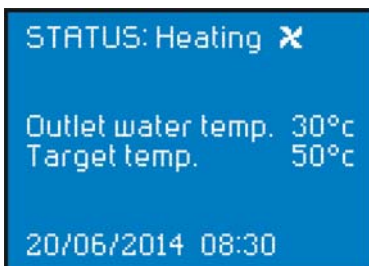 STATUS: Heating
Outlet water temp. 30°c
Target temp. 50°c
20/06/2014 08:30